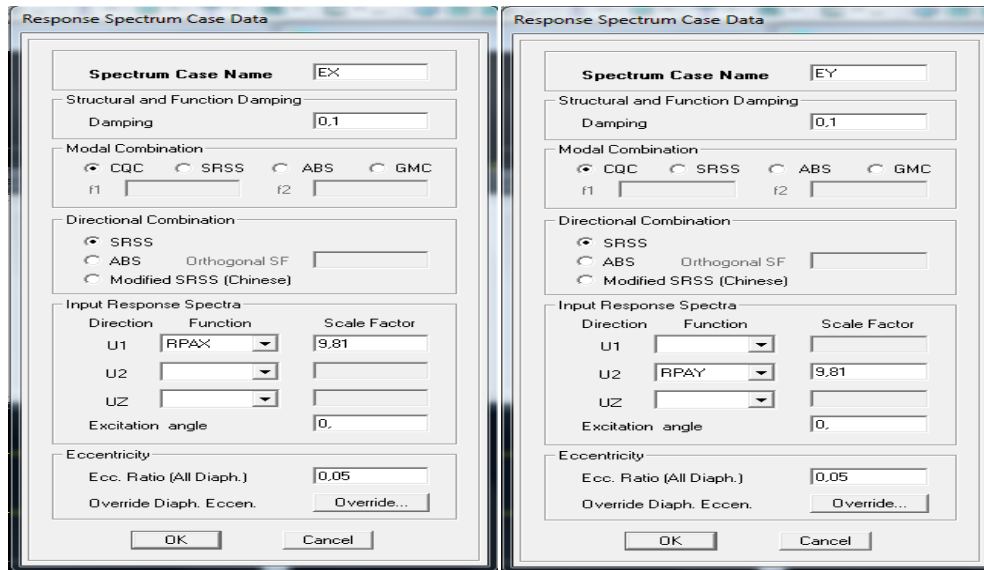 Response Spectrum Case Data
Spectrum Case Name EX
Structural and Function Damping
Damping 0,1
Modal Combination
CQC SRSS ABS GMC
f1 f2
Directional Combination
SRSS
ABS Orthogonal SF
Modified SRSS (Chinese)
Input Response Spectra
Direction Function Scale Factor
U1 RPAX 9,81
U2
UZ
Excitation angle 0,
Eccentricity
Ecc. Ratio (All Diaph.) 0,05
Override Diaph. Eccen. Override...
OK Cancel
Response Spectrum Case Data
Spectrum Case Name EY
Structural and Function Damping
Damping 0,1
Modal Combination
CQC SRSS ABS GMC
f1 f2
Directional Combination
SRSS
ABS Orthogonal SF
Modified SRSS (Chinese)
Input Response Spectra
Direction Function Scale Factor
U1
U2 RPAY 9,81
UZ
Excitation angle 0,
Eccentricity
Ecc. Ratio (All Diaph.) 0,05
Override Diaph. Eccen. Override...
OK Cancel